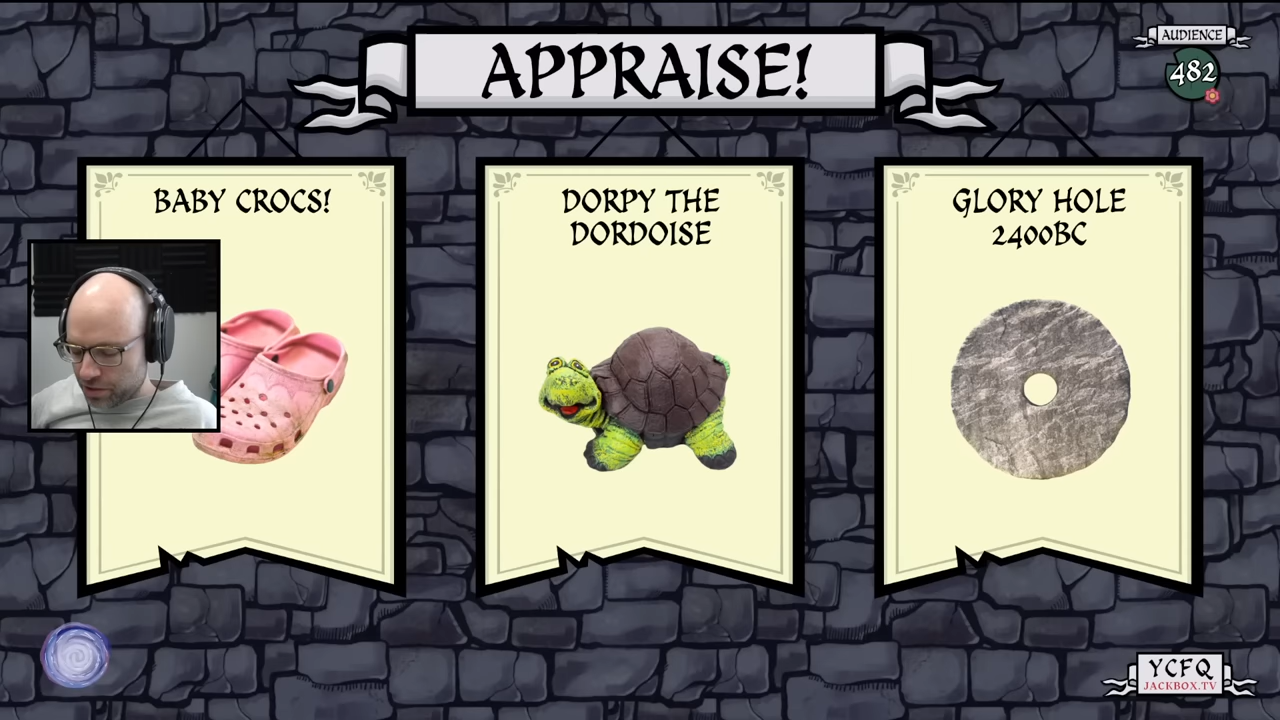 APPRAISE!
AUDIENCE
482
BABY CROCS!
DORPY THE
DORDOISE
GLORY HOLE
2400BC
YCFQ
JACKBOX.TV